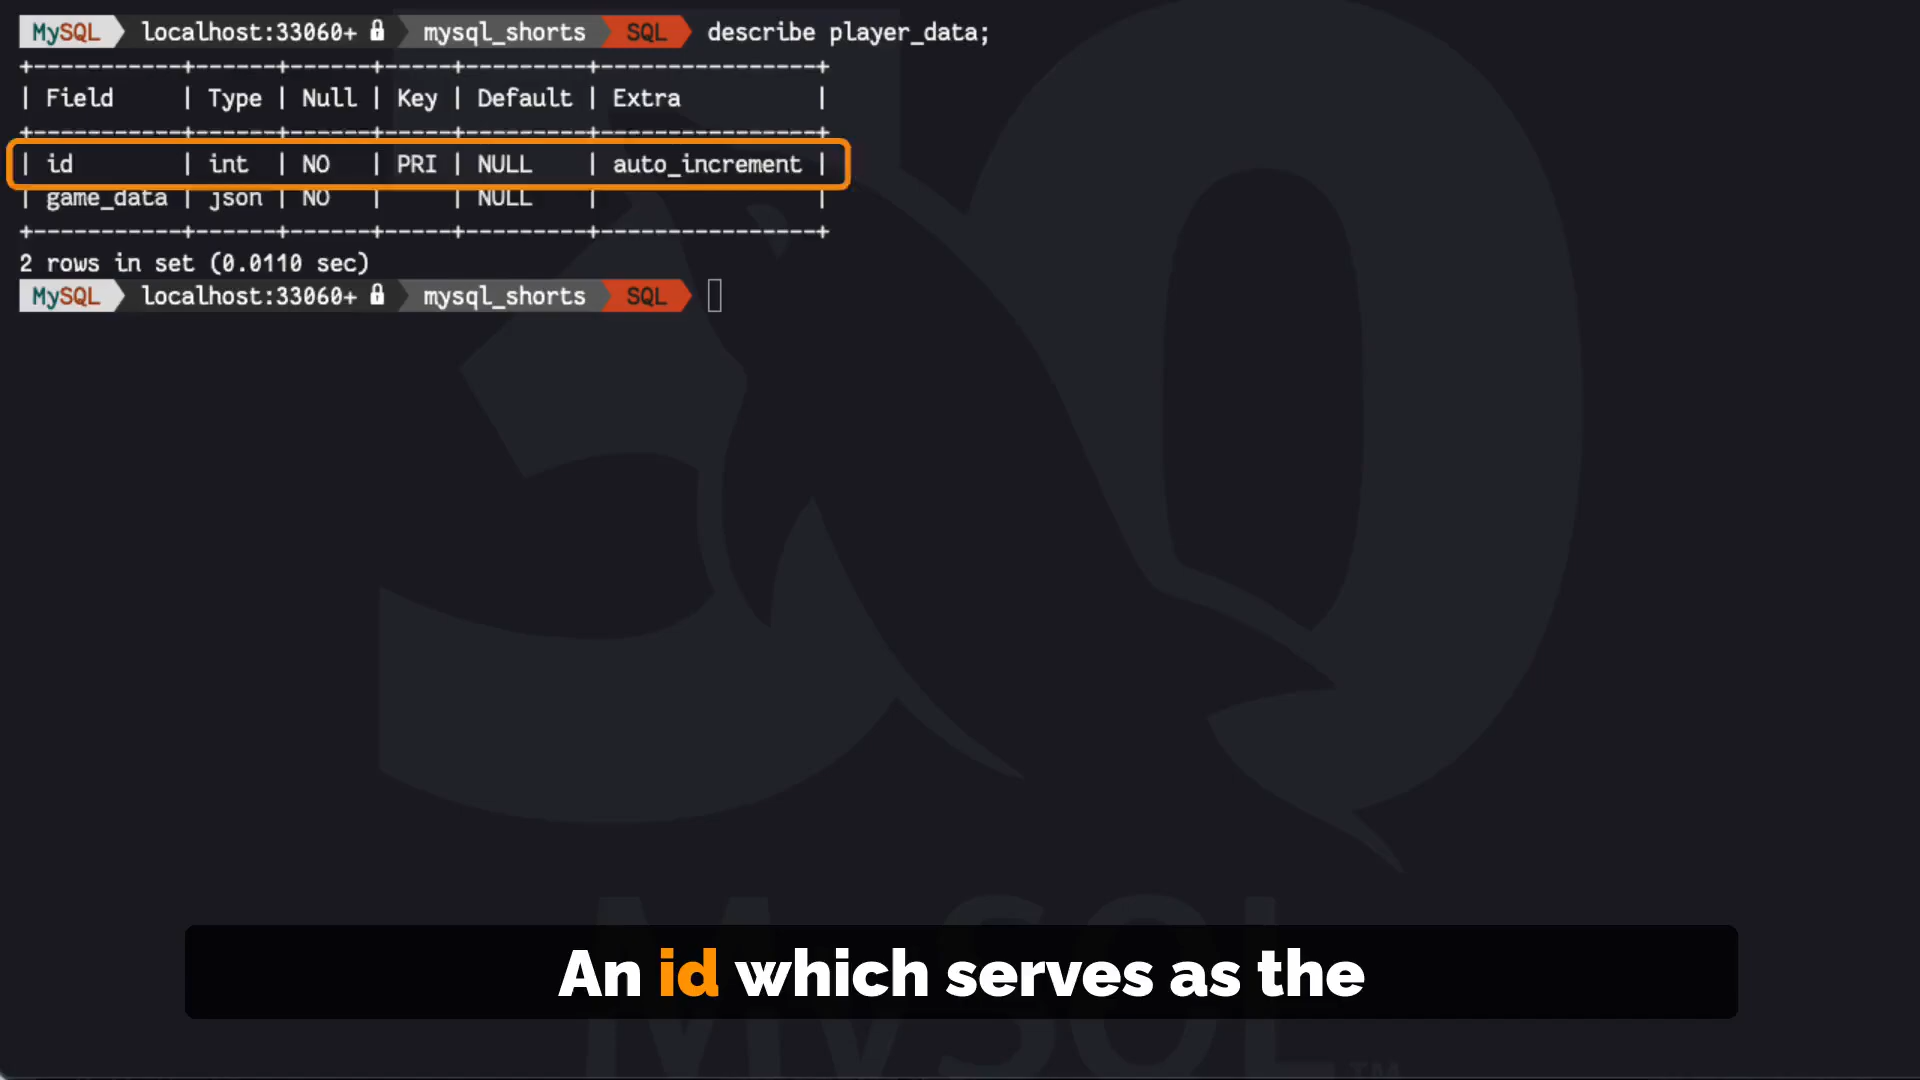 MySQL localhost:33060+ mysql_shorts SQL describe player_data;
+-----------+------+------+-----+---------+----------------+
| Field     | Type | Null | Key | Default | Extra          |
+-----------+------+------+-----+---------+----------------+
| id        | int  | NO   | PRI | NULL    | auto_increment |
| game_data | json | NO   |     | NULL    |                |
+-----------+------+------+-----+---------+----------------+
2 rows in set (0.0110 sec)
MySQL localhost:33060+ mysql_shorts SQL
An id which serves as the
MySQL™